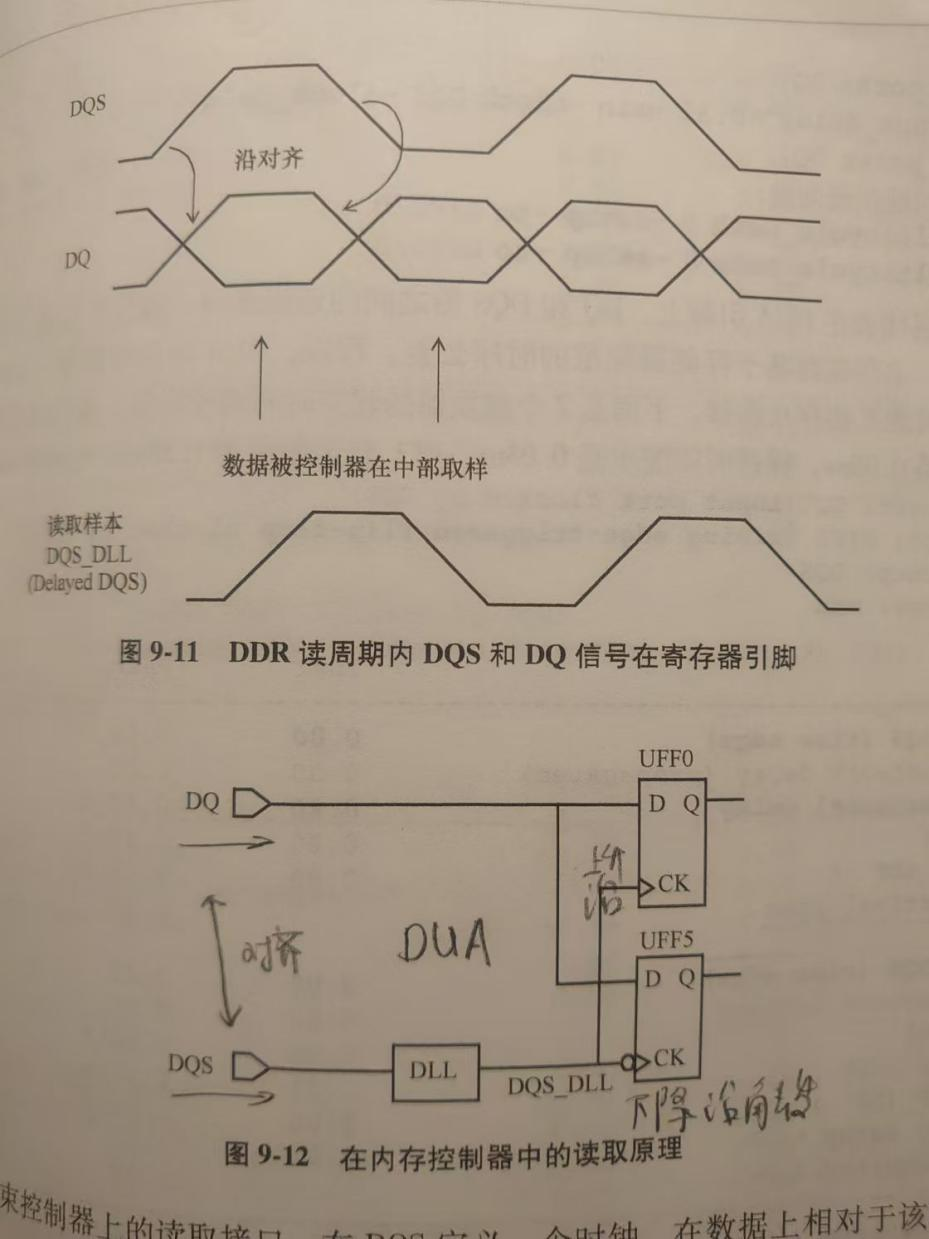 DQS
沿对齐
DQ
数据被控制器在中部取样
读取样本
DQS_DLL
(Delayed DQS)
图 9-11 DDR 读周期内 DQS 和 DQ 信号在寄存器引脚
UFF0
DQ
D Q
上升
沿
CK
对齐
DUA
UFF5
D Q
DQS
DLL
DQS_DLL
CK
下降沿角发
图 9-12 在内存控制器中的读取原理
束控制器上的读取接口，在 DQS 定义一个时钟，在数据上相对于该